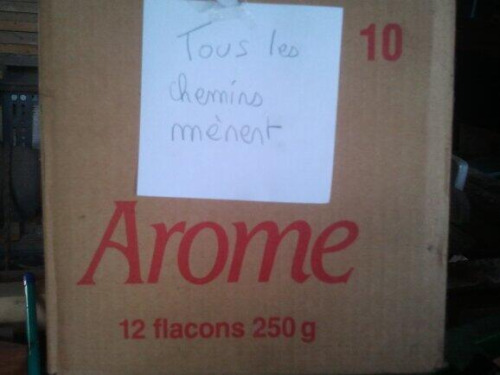 Tous les
10
chemins
mènent
Arome
12 flacons 250 g